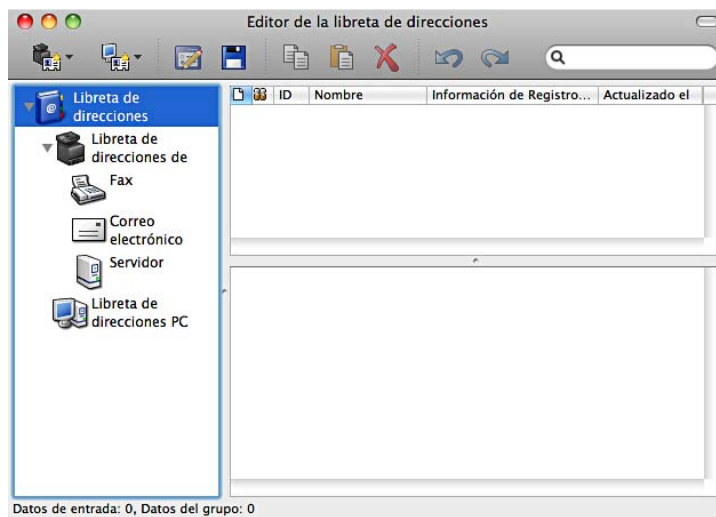 Editor de la libreta de direcciones
ID Nombre Información de Registro... Actualizado el
Libreta de
direcciones
Libreta de
direcciones de
Fax
Correo
electrónico
Servidor
Libreta de
direcciones PC
Datos de entrada: 0, Datos del grupo: 0